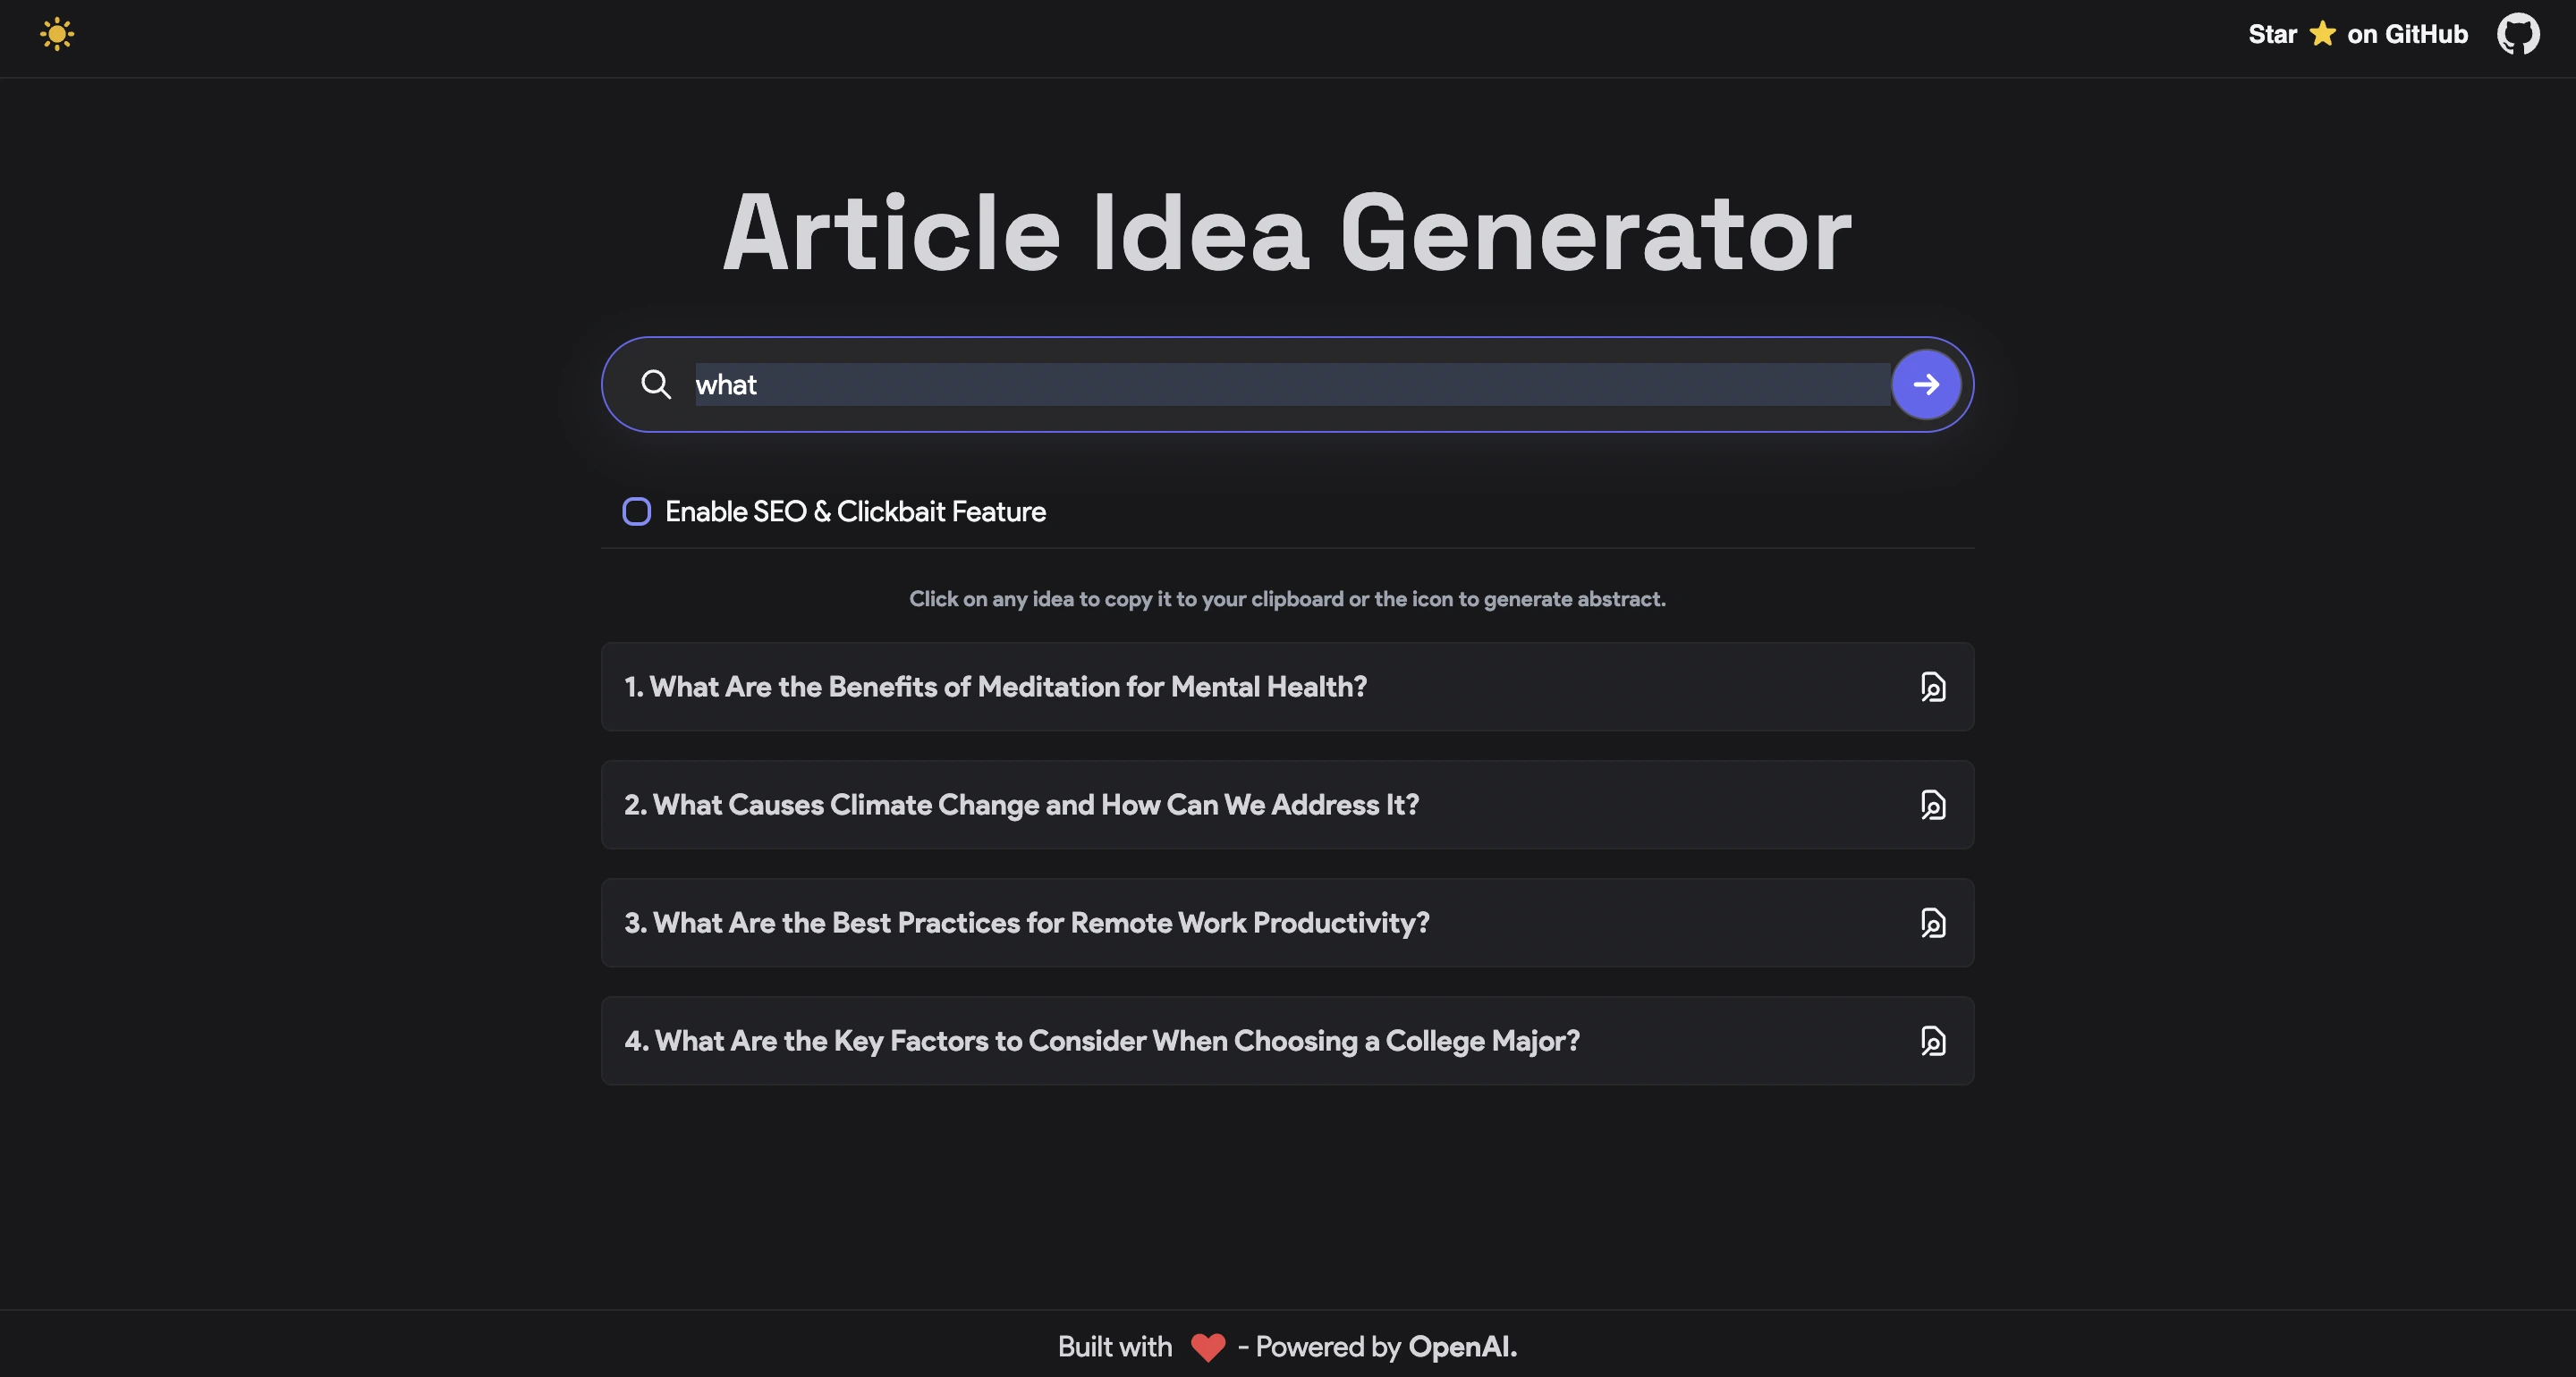 Star ⭐ on GitHub
Article Idea Generator
what
Enable SEO & Clickbait Feature
Click on any idea to copy it to your clipboard or the icon to generate abstract.
1. What Are the Benefits of Meditation for Mental Health?
2. What Causes Climate Change and How Can We Address It?
3. What Are the Best Practices for Remote Work Productivity?
4. What Are the Key Factors to Consider When Choosing a College Major?
Built with ❤️ - Powered by OpenAI.